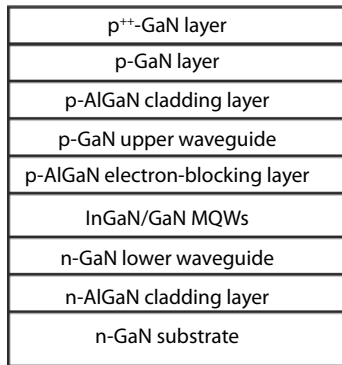 p⁺⁺-GaN layer
p-GaN layer
p-AlGaN cladding layer
p-GaN upper waveguide
p-AlGaN electron-blocking layer
InGaN/GaN MQWs
n-GaN lower waveguide
n-AlGaN cladding layer
n-GaN substrate